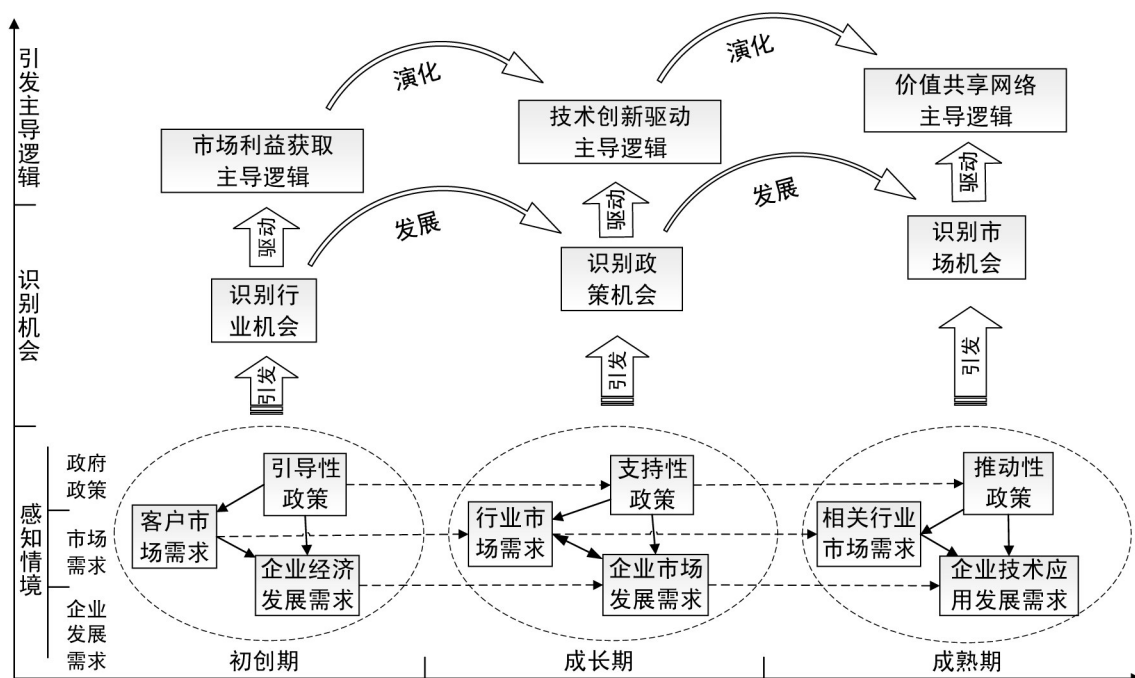 引发主导逻辑
演化
演化
市场利益获取
主导逻辑
技术创新驱动
主导逻辑
价值共享网络
主导逻辑
驱动
驱动
驱动
识别机会
发展
发展
识别行
业机会
识别政
策机会
识别市
场机会
引发
引发
引发
感知情境
政府
政策
市场
需求
企业
发展
需求
引导性
政策
客户市
场需求
企业经济
发展需求
支持性
政策
行业市
场需求
企业市场
发展需求
推动性
政策
相关行业
市场需求
企业技术应
用发展需求
初创期
成长期
成熟期